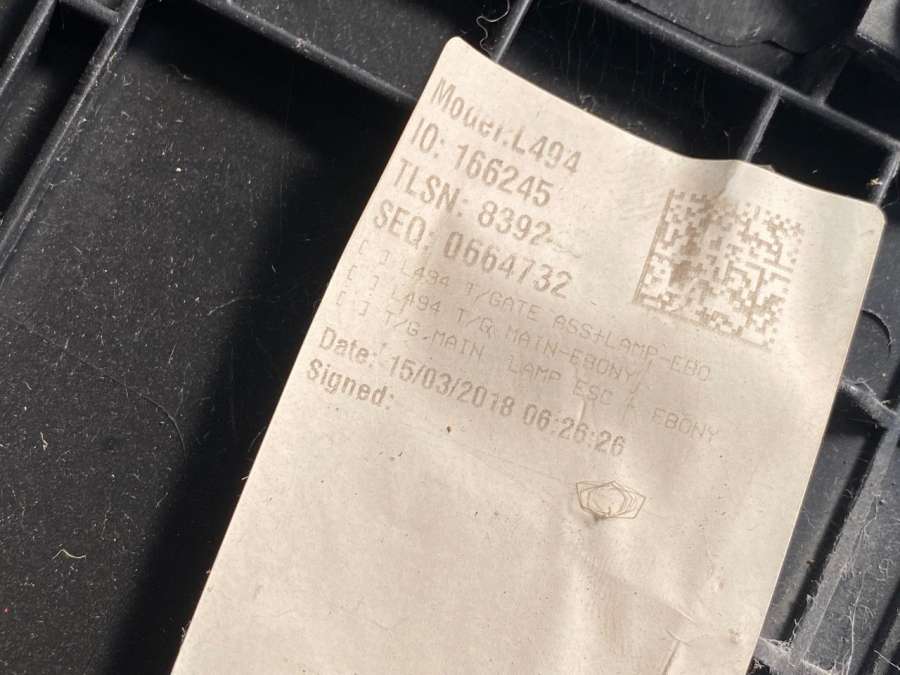 Model:L494
IO: 166245
TLSN: 8392
SEQ: 0664732
[ ] L494 T/GATE ASS+LAMP-EBO
[ ] L494 T/G MAIN-EBONY/
[ ] T/G MAIN LAMP ESC EBONY
Date: 15/03/2018 06:26:26
Signed: